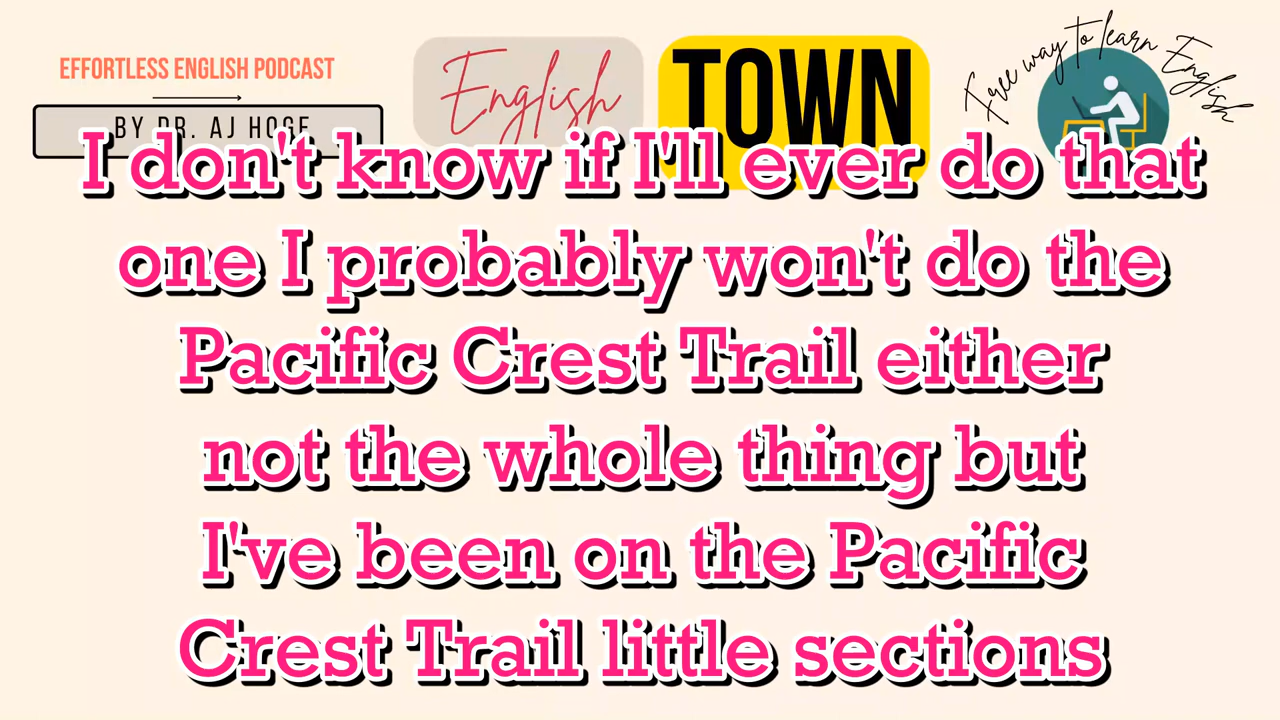 EFFORTLESS ENGLISH PODCAST
BY DR. AJ HOGE
English
TOWN
Free way to learn English
I don't know if I'll ever do that
one I probably won't do the
Pacific Crest Trail either
not the whole thing but
I've been on the Pacific
Crest Trail little sections